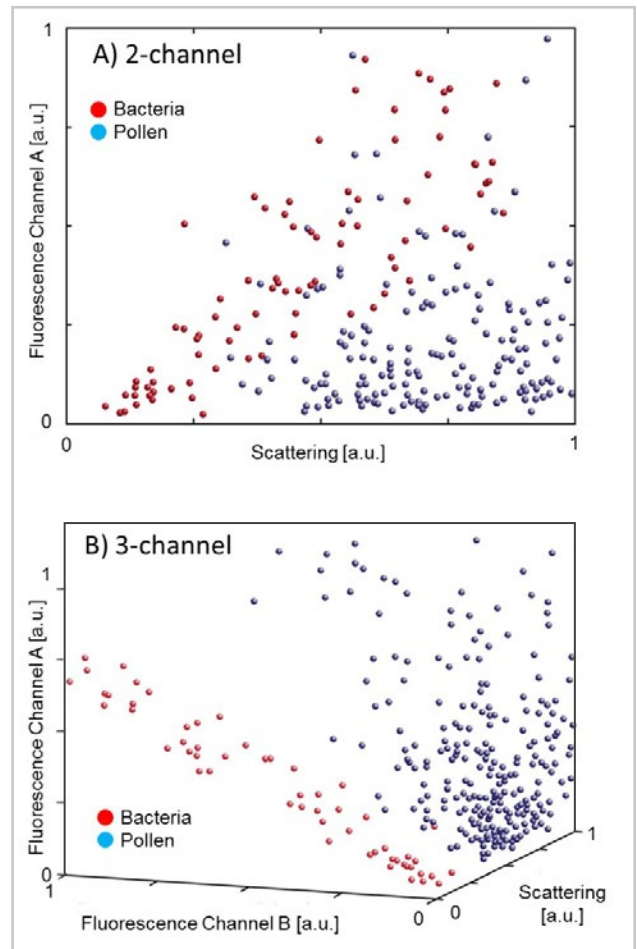 A) 2-channel
Bacteria
Pollen
Fluorescence Channel A [a.u.]
1
0
0
1
Scattering [a.u.]
B) 3-channel
Bacteria
Pollen
Fluorescence Channel A [a.u.]
1
0
1
Fluorescence Channel B [a.u.]
0
0
1
Scattering
[a.u.]